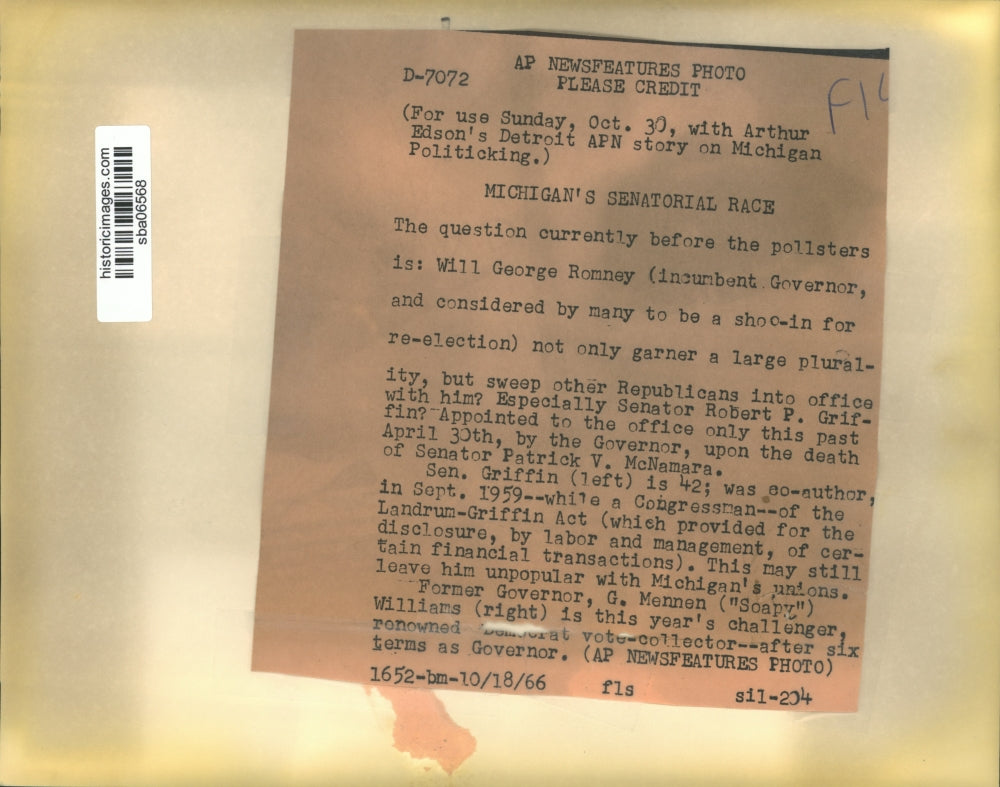 historicimages.com
sba06568
AP NEWSFEATURES PHOTO
D-7072
PLEASE CREDIT
(For use Sunday, Oct. 30, with Arthur
Edson's Detroit APN story on Michigan
Politicking.)
MICHIGAN'S SENATORIAL RACE
The question currently before the pollsters
is: Will George Romney (incumbent Governor,
and considered by many to be a shoo-in for
re-election) not only garner a large plural-
ity, but sweep other Republicans into office
with him? Especially Senator Robert P. Grif-
fin? Appointed to the office only this past
April 30th, by the Governor, upon the death
of Senator Patrick V. McNamara.
Sen. Griffin (left) is 42; was co-author,
in Sept. 1959--while a Congressman--of the
Landrum-Griffin Act (which provided for the
disclosure, by labor and management, of cer-
tain financial transactions). This may still
leave him unpopular with Michigan's unions.
Former Governor, G. Mennen ("Soapy")
Williams (right) is this year's challenger,
renowned Democrat vote-collector--after six
terms as Governor. (AP NEWSFEATURES PHOTO)
1652-bm-10/18/66 fls sil-204